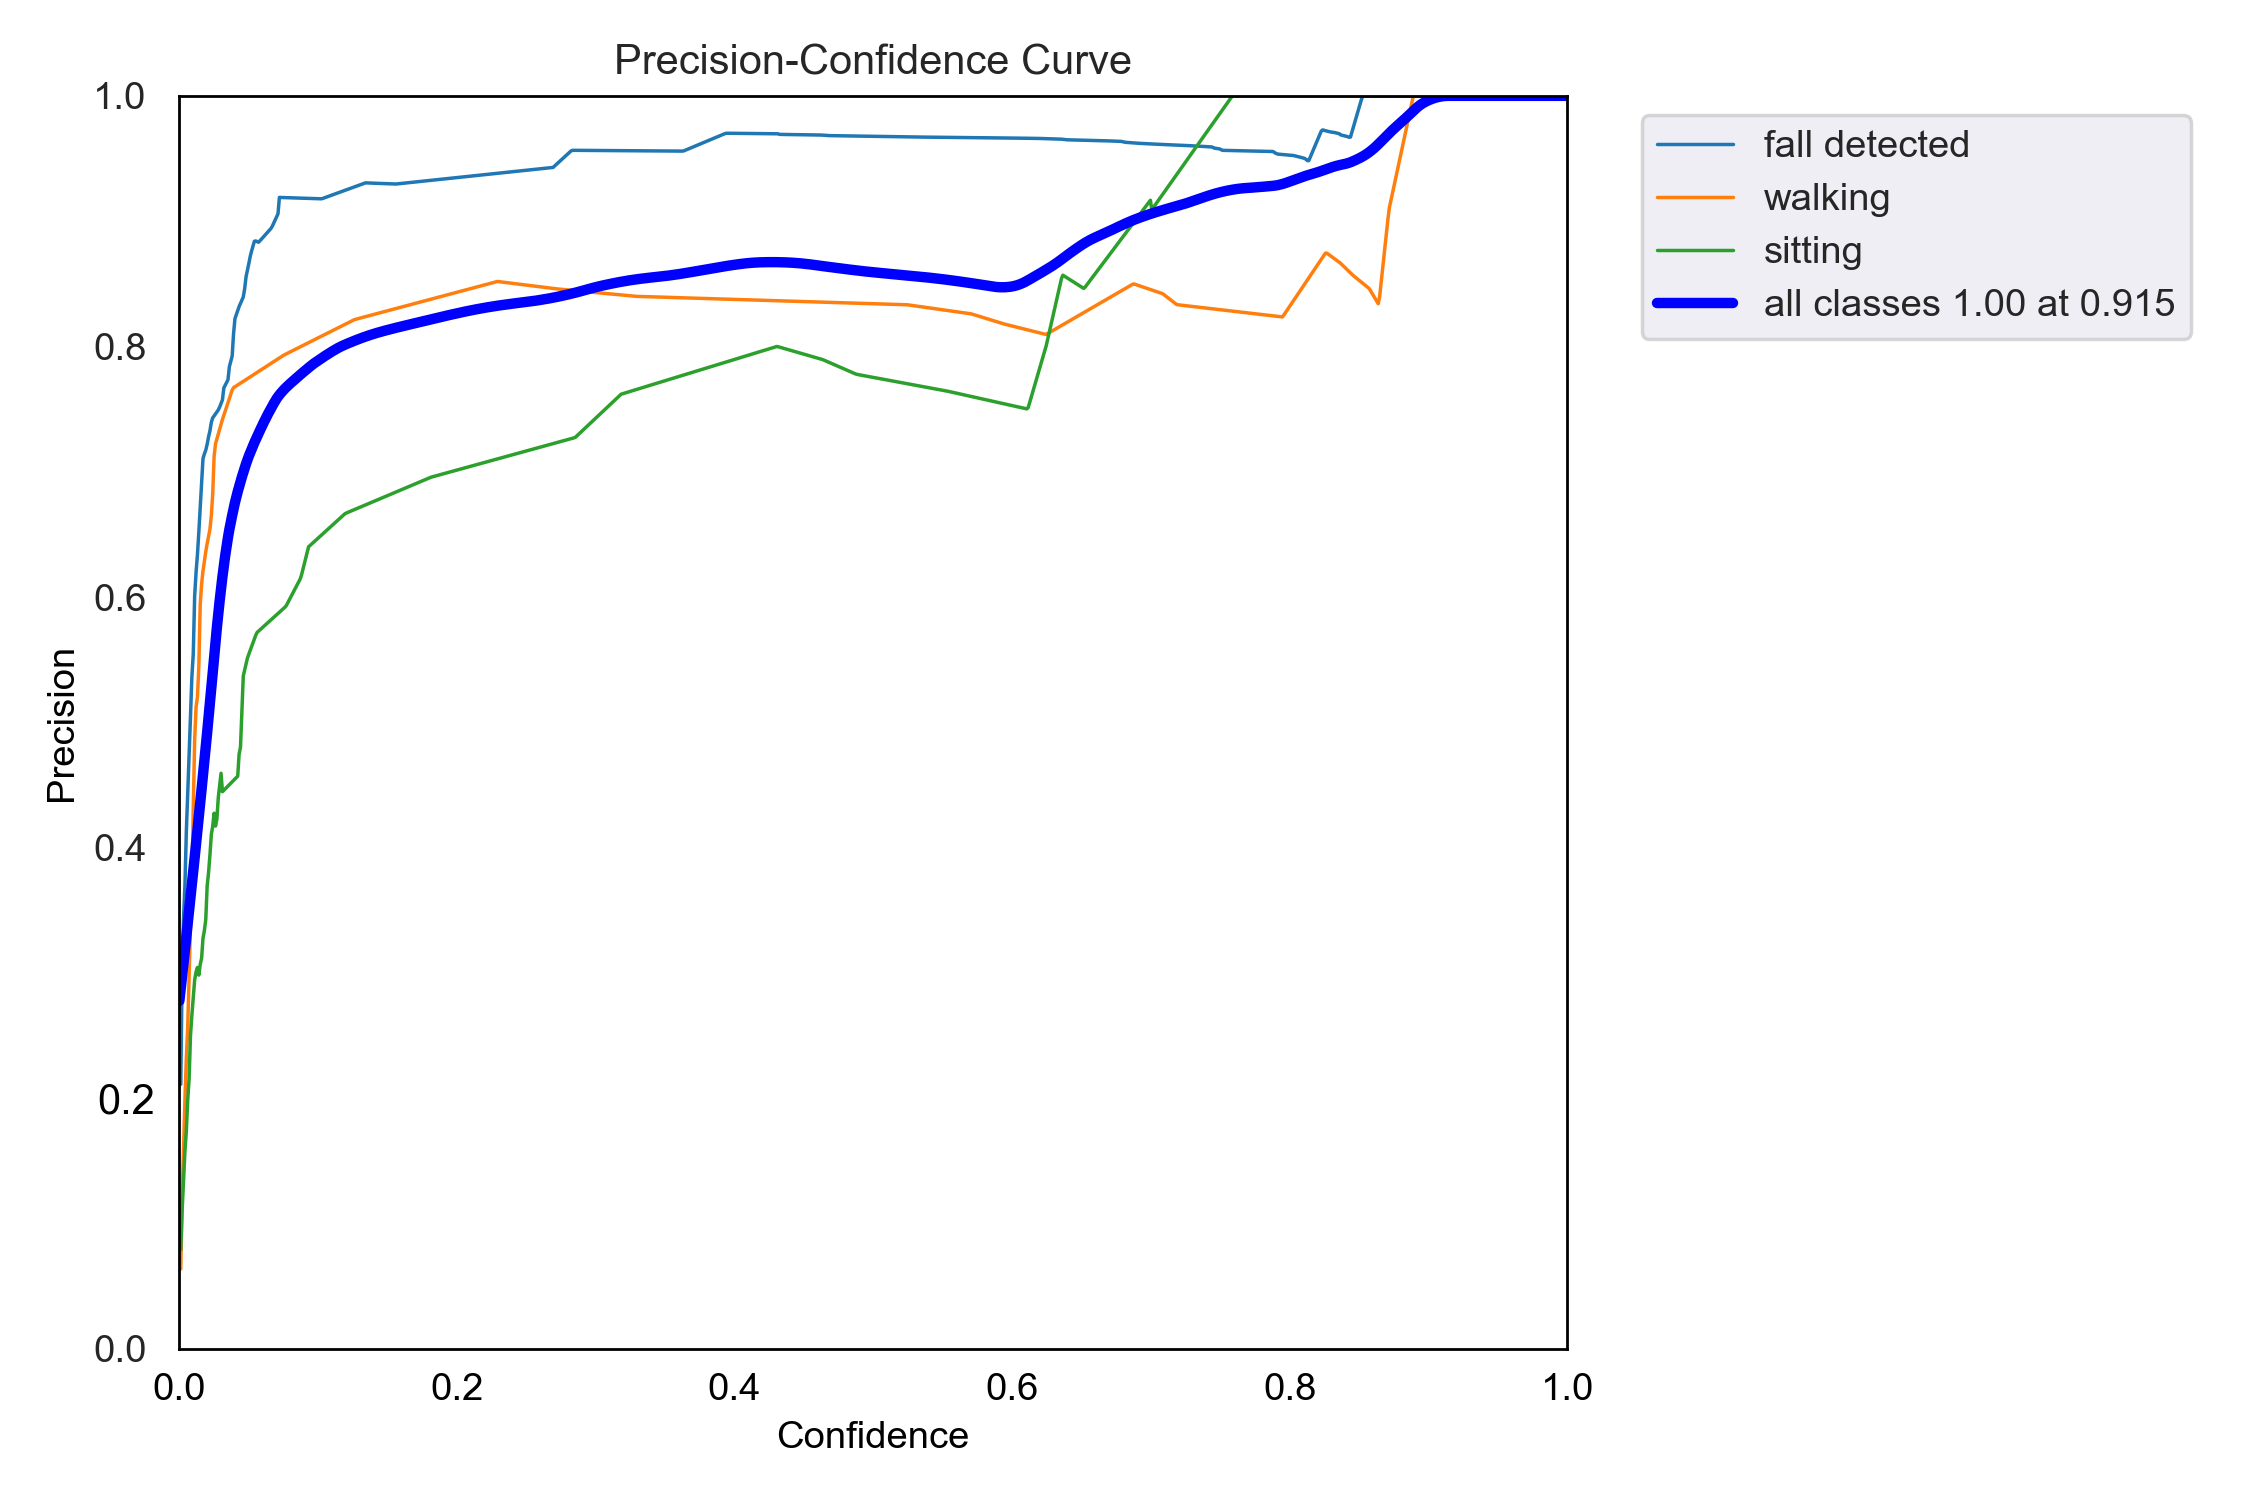 Precision-Confidence Curve
1.0
0.8
0.6
0.4
0.2
0.0
Precision
0.0 0.2 0.4 0.6 0.8 1.0
Confidence
fall detected
walking
sitting
all classes 1.00 at 0.915